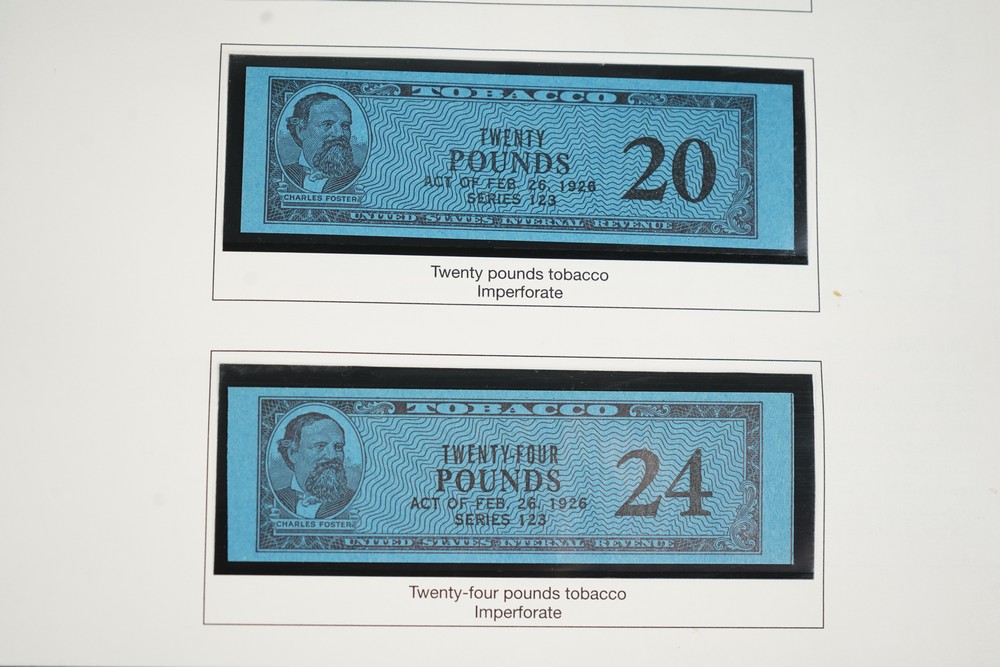 TOBACCO
TWENTY
POUNDS
20
ACT OF FEB. 26, 1926
SERIES 123
CHARLES FOSTER
UNITED STATES INTERNAL REVENUE
Twenty pounds tobacco
Imperforate
TOBACCO
TWENTY-FOUR
POUNDS
24
ACT OF FEB. 26, 1926
SERIES 123
CHARLES FOSTER
UNITED STATES INTERNAL REVENUE
Twenty-four pounds tobacco
Imperforate